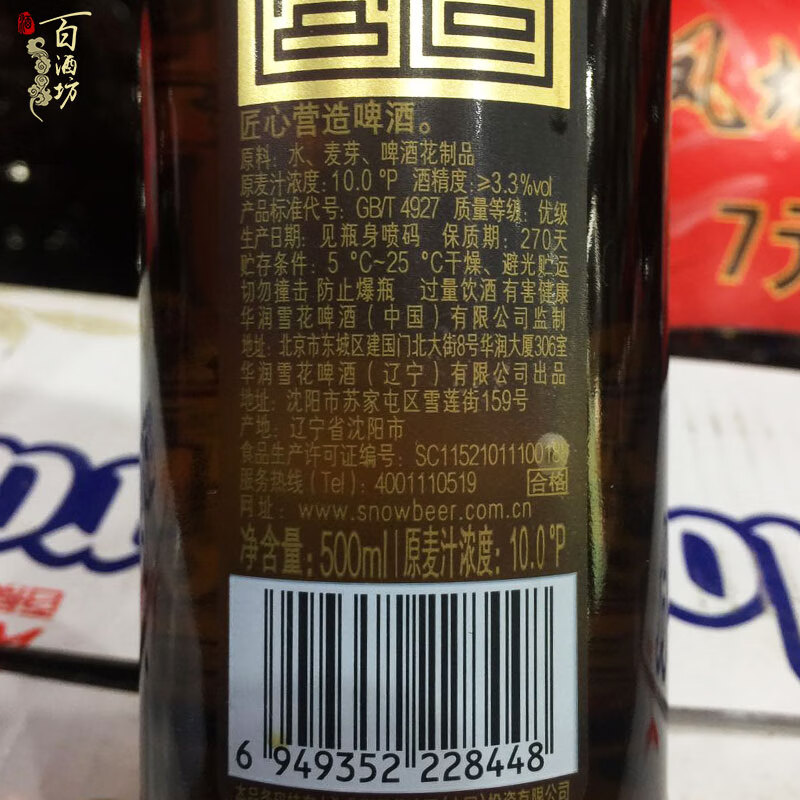 百酒坊
匠心营造啤酒。
原料：水、麦芽、啤酒花制品
原麦汁浓度：10.0 °P 酒精度：≥3.3%vol
产品标准代号：GB/T 4927 质量等级：优级
生产日期：见瓶身喷码 保质期：270天
贮存条件：5 °C~25 °C干燥、避光贮运
切勿撞击 防止爆瓶 过量饮酒 有害健康
华润雪花啤酒（中国）有限公司监制
地址：北京市东城区建国门北大街8号华润大厦306室
华润雪花啤酒（辽宁）有限公司出品
地址：沈阳市苏家屯区雪莲街159号
产地：辽宁省沈阳市
食品生产许可证编号：
服务热线（Tel）：4001110519 合格
网址：www.snowbeer.com.cn
净含量：500ml | 原麦汁浓度：10.0 °P
6 949352 228448
7元